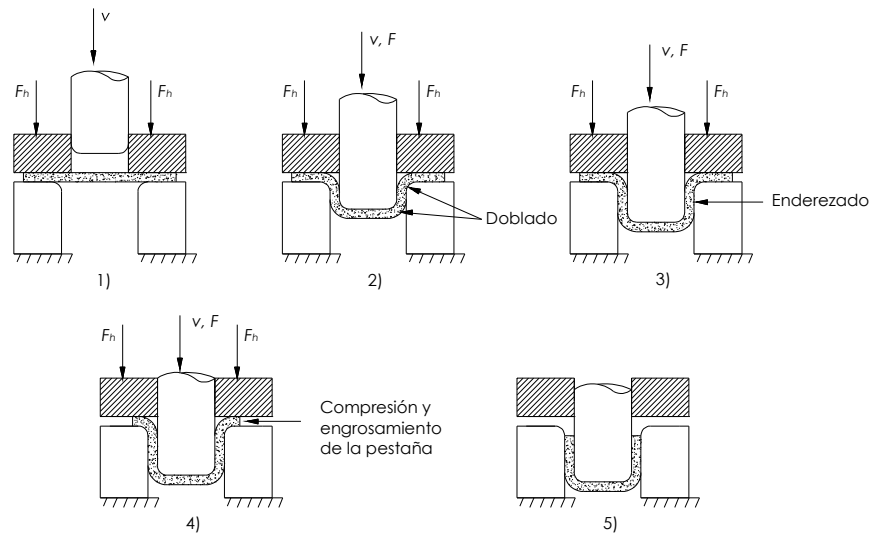 v
Fh
Fh
1)
v, F
Fh
Fh
Doblado
2)
v, F
Fh
Fh
Enderezado
3)
v, F
Fh
Fh
Compresión y
engrosamiento
de la pestaña
4)
5)